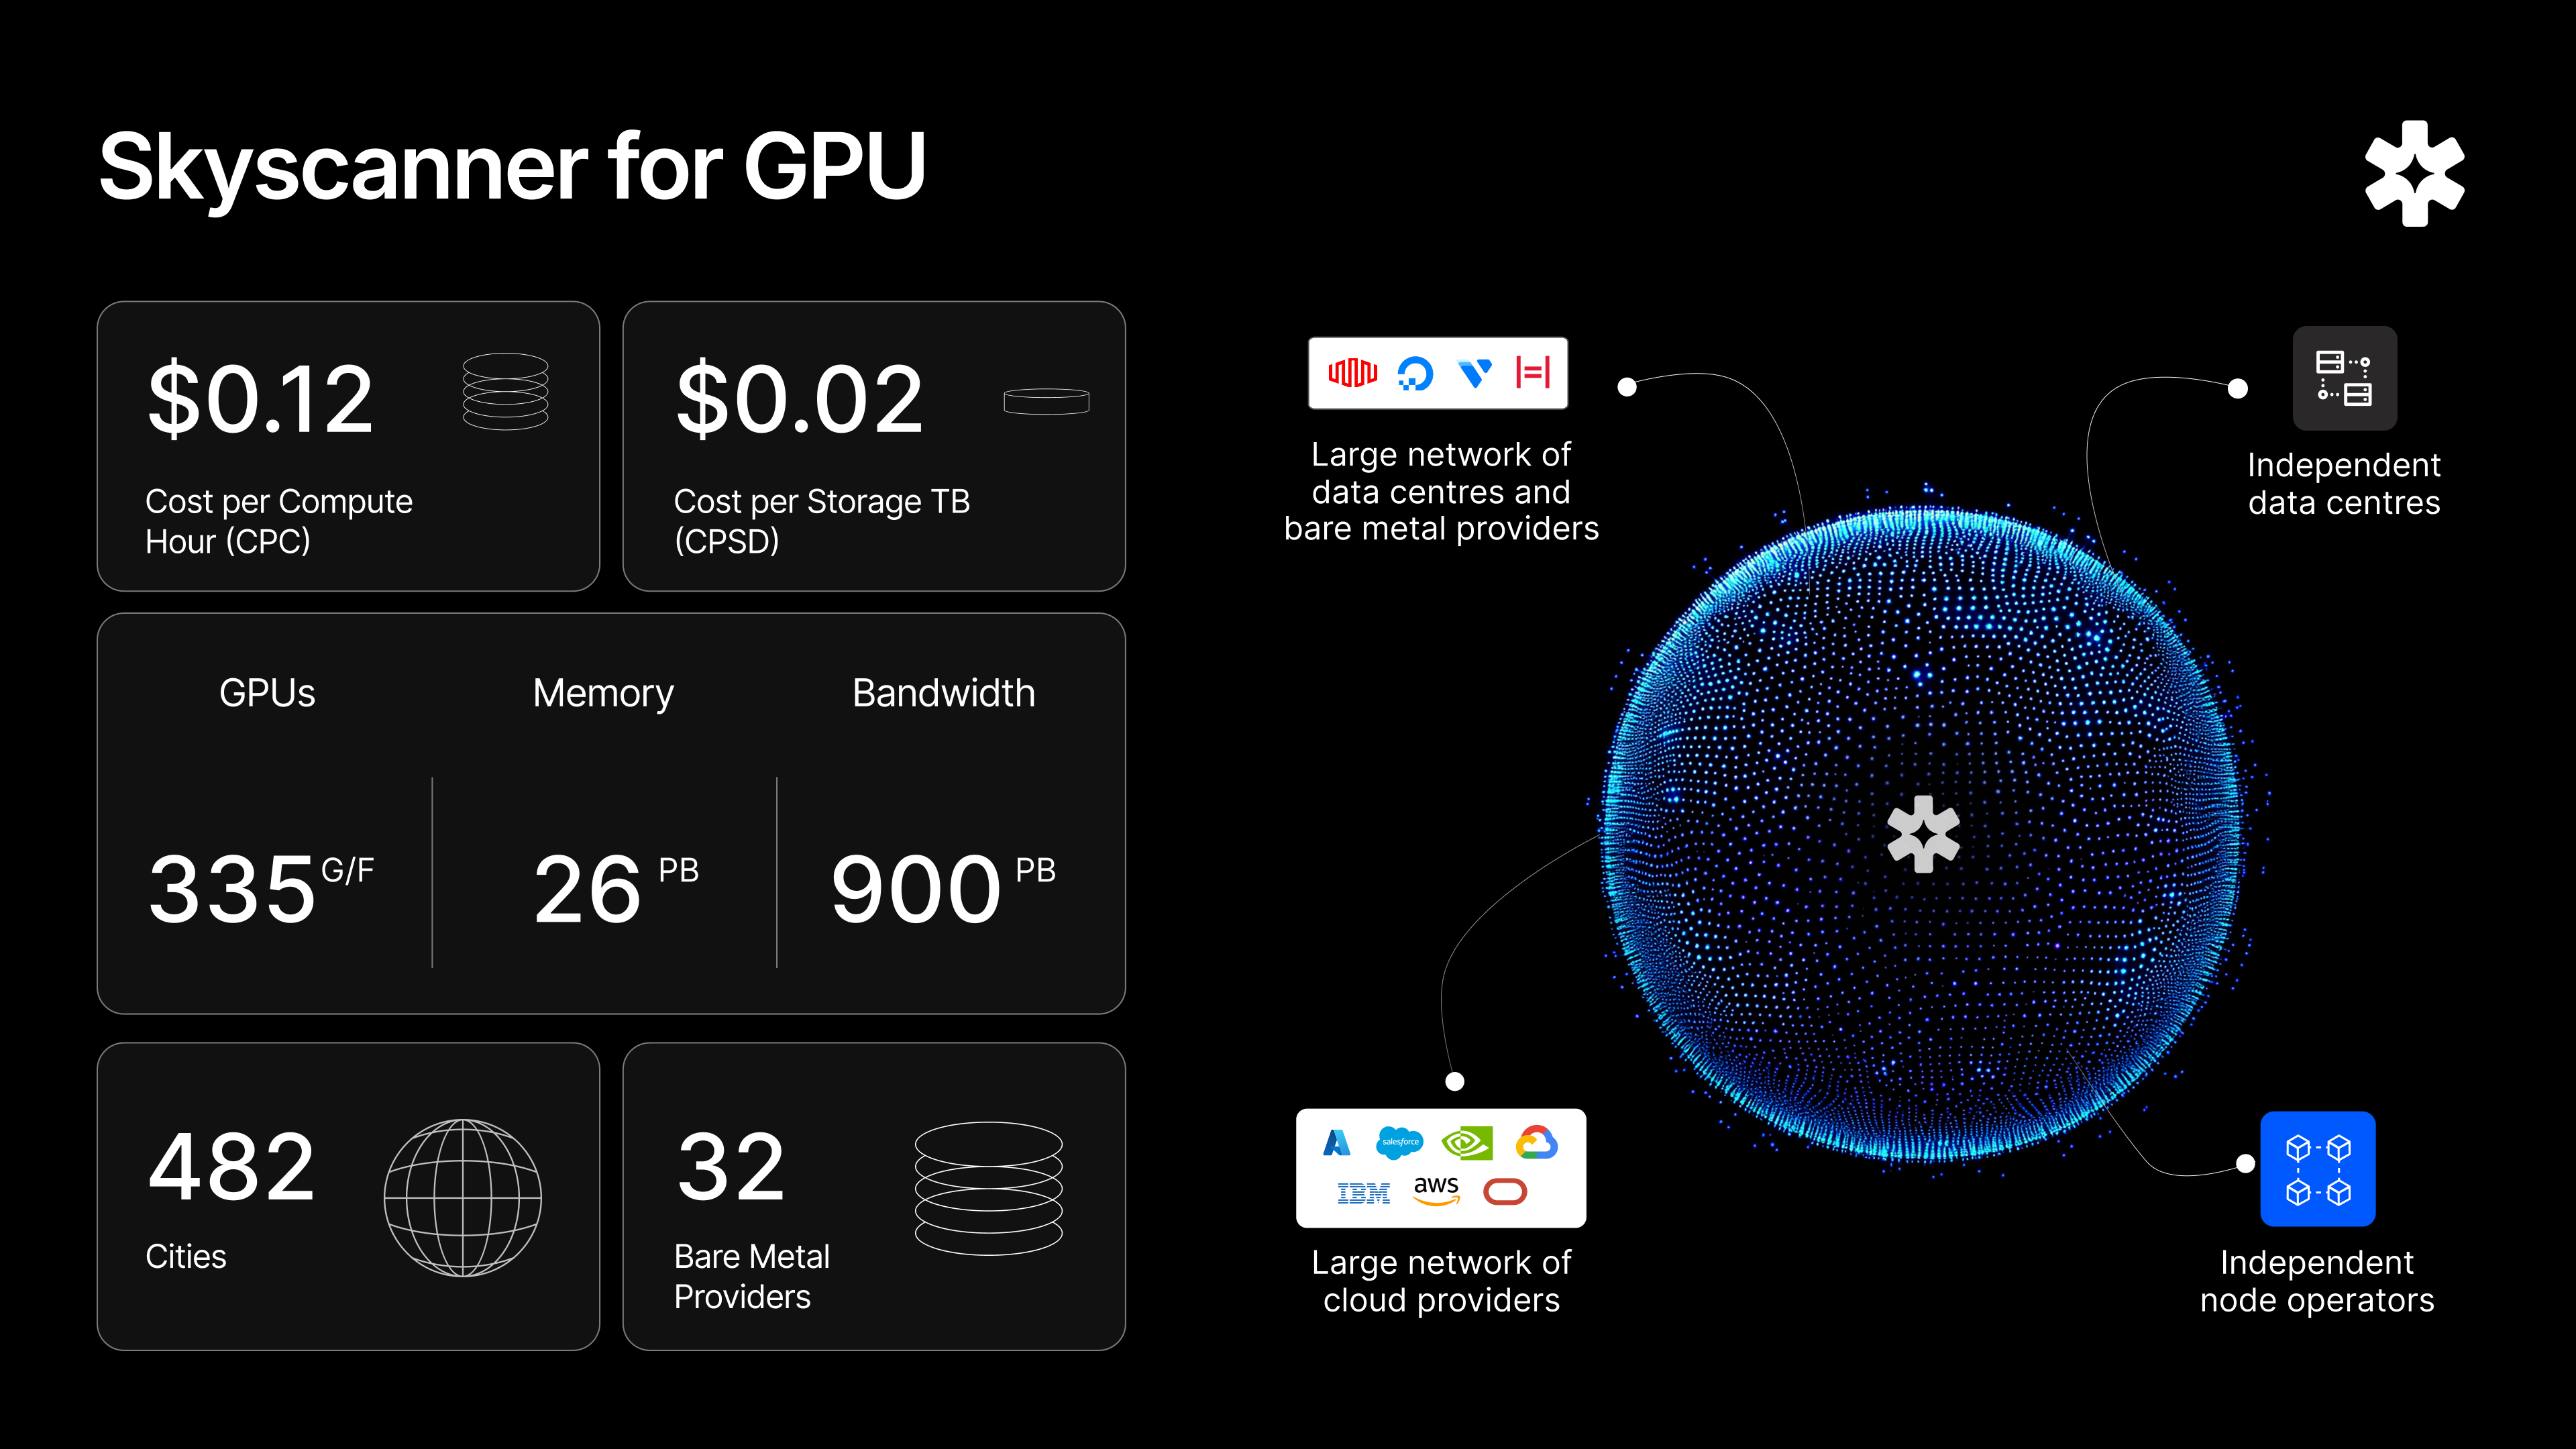 Skyscanner for GPU
$0.12
Cost per Compute
Hour (CPC)
$0.02
Cost per Storage TB
(CPSD)
GPUs
Memory
Bandwidth
335 G/F
26 PB
900 PB
482
Cities
32
Bare Metal
Providers
Large network of
data centres and
bare metal providers
Independent
data centres
salesforce
IBM
aws
Large network of
cloud providers
Independent
node operators